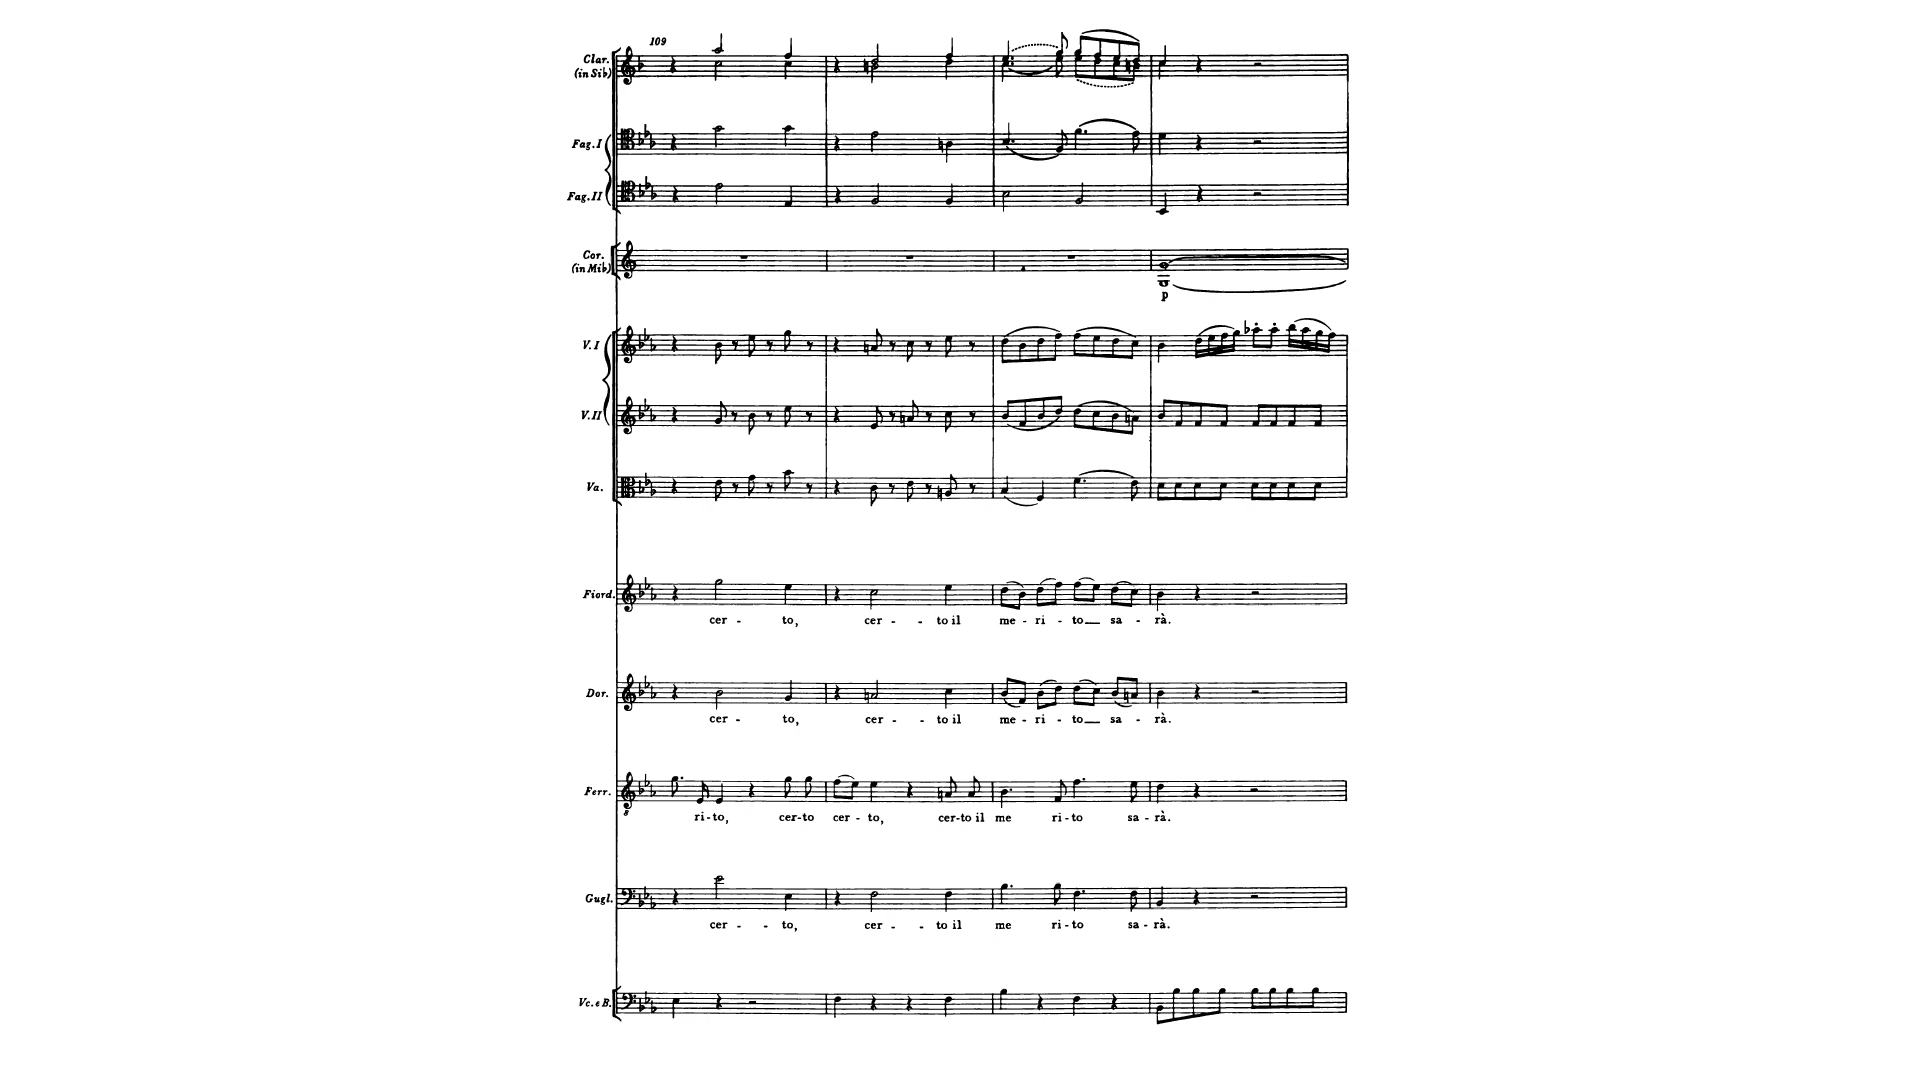 109
Clar.
(in Sib)
Fag. I
Fag. II
Cor.
(in Mib)
p
V. I
V. II
Va.
Fiord.
cer - to, cer - - to il me - ri - to sa - rà.
Dor.
cer - to, cer - - to il me - ri - to sa - rà.
Ferr.
8
ri - to, cer-to cer - to, cer-to il me ri - to sa - rà.
Gugl.
cer - - to, cer - - to il me ri - to sa - rà.
Vc. e B.